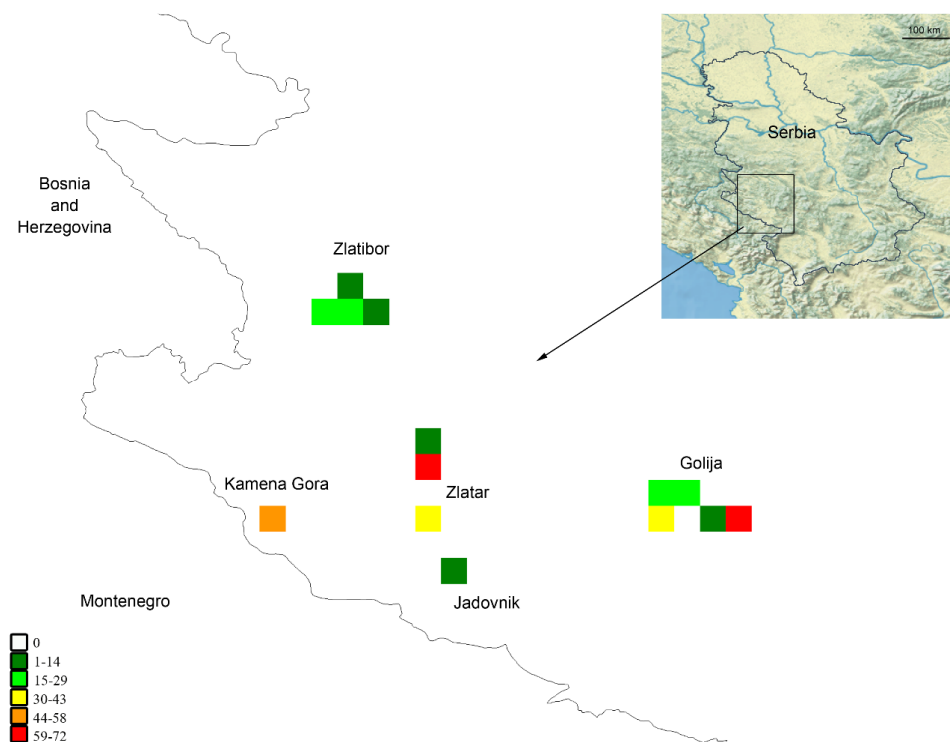 100 km
Serbia
Bosnia
and
Herzegovina
Zlatibor
Kamena Gora
Zlatar
Golija
Montenegro
Jadovnik
0
1-14
15-29
30-43
44-58
59-72